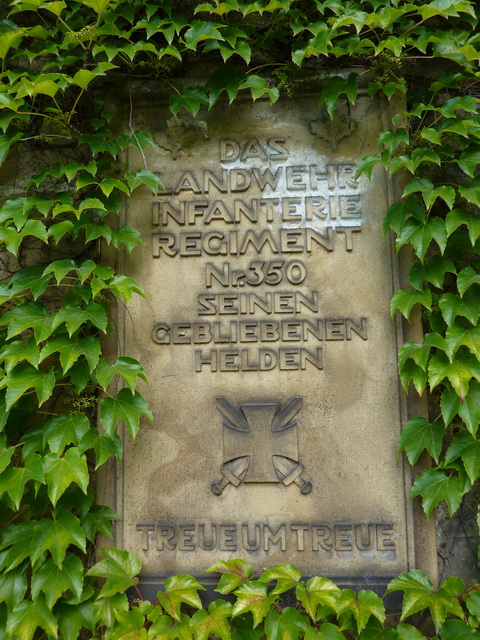 DAS
LANDWEHR
INFANTERIE
REGIMENT
Nr.350
SEINEN
GEBLIEBENEN
HELDEN
TREUE UM TREUE